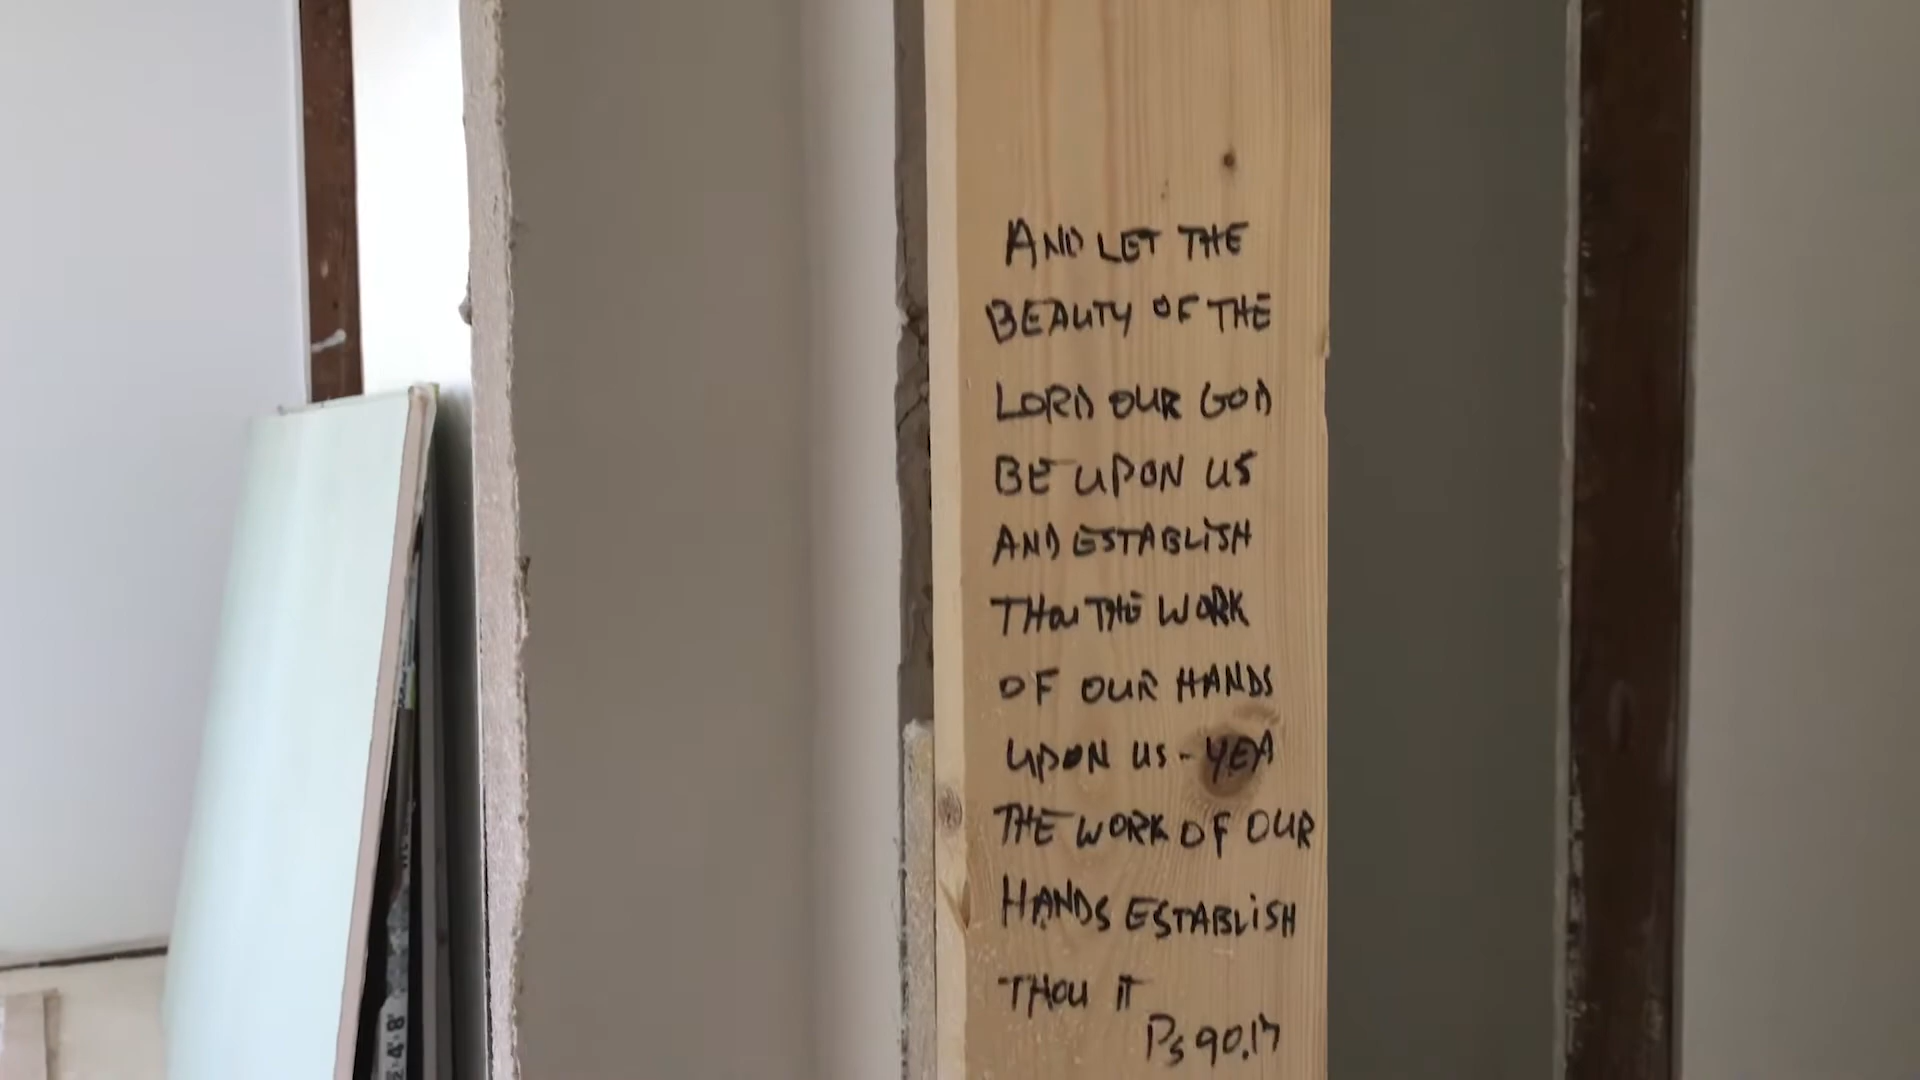 AND LET THE
BEAUTY OF THE
LORD OUR GOD
BE UPON US
AND ESTABLISH
THOU THE WORK
OF OUR HANDS
UPON US - YEA
THE WORK OF OUR
HANDS ESTABLISH
THOU IT
Ps 90.17